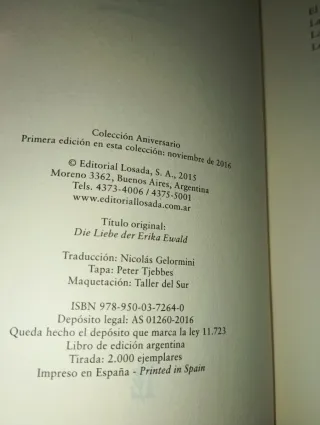 Colección Aniversario
Primera edición en esta colección: noviembre de 2016
© Editorial Losada, S. A., 2015
Moreno 3362, Buenos Aires, Argentina
Tels. 4373-4006 / 4375-5001
www.editoriallosada.com.ar
Título original:
Die Liebe der Erika Ewald
Traducción: Nicolás Gelormini
Tapa: Peter Tjebbes
Maquetación: Taller del Sur
ISBN 978-950-03-7264-0
Depósito legal: AS 01260-2016
Queda hecho el depósito que marca la ley 11.723
Libro de edición argentina
Tirada: 2.000 ejemplares
Impreso en España - Printed in Spain
El